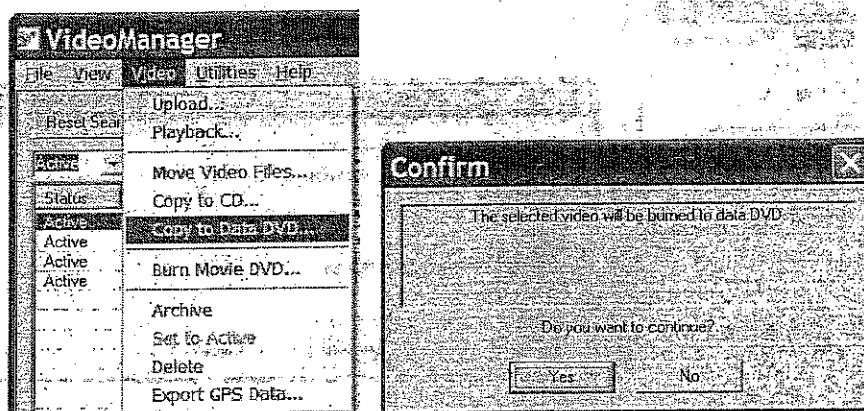 VideoManager
File View Video Utilities Help
Upload...
Reset Sear
Playback...
Active
Move Video Files...
Status
Copy to CD...
Active
Copy to Data DVD...
Active
Active
Burn Movie DVD...
Active
Archive
Set to Active
Delete
Export GPS Data...
Confirm
The selected video will be burned to data DVD
Do you want to continue?
Yes
No